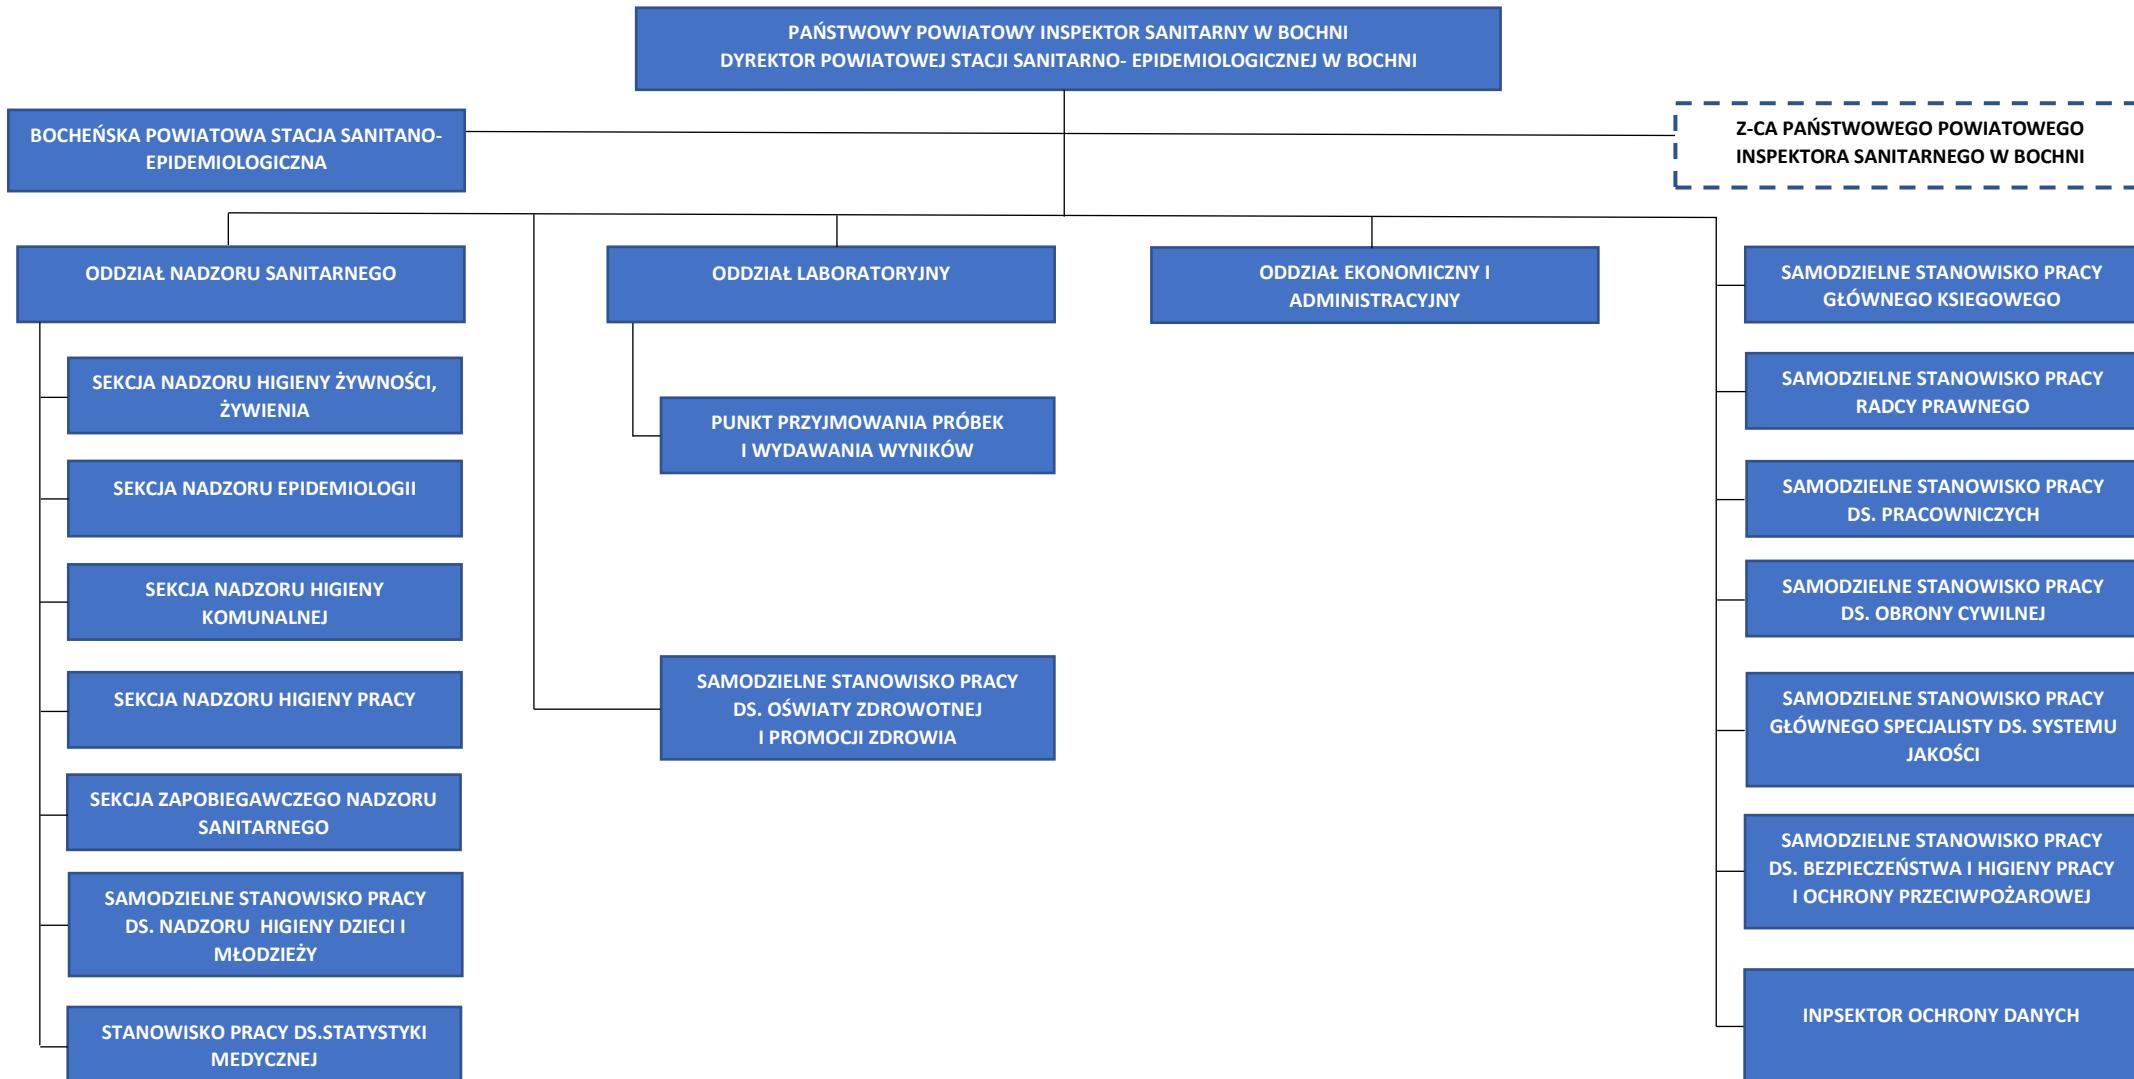 PAŃSTWOWY POWIATOWY INSPEKTOR SANITARNY W BOCHNI
DYREKTOR POWIATOWEJ STACJI SANITARNO- EPIDEMIOLOGICZNEJ W BOCHNI
BOCHEŃSKA POWIATOWA STACJA SANITANO-
EPIDEMIOLOGICZNA
Z-CA PAŃSTWOWEGO POWIATOWEGO
INSPEKTORA SANITARNEGO W BOCHNI
ODDZIAŁ NADZORU SANITARNEGO
SEKCJA NADZORU HIGIENY ŻYWNOŚCI,
ŻYWIENIA
SEKCJA NADZORU EPIDEMIOLOGII
SEKCJA NADZORU HIGIENY
KOMUNALNEJ
SEKCJA NADZORU HIGIENY PRACY
SEKCJA ZAPOBIEGAWCZEGO NADZORU
SANITARNEGO
SAMODZIELNE STANOWISKO PRACY
DS. NADZORU HIGIENY DZIECI I
MŁODZIEŻY
STANOWISKO PRACY DS.STATYSTYKI
MEDYCZNEJ
ODDZIAŁ LABORATORYJNY
PUNKT PRZYJMOWANIA PRÓBEK
I WYDAWANIA WYNIKÓW
SAMODZIELNE STANOWISKO PRACY
DS. OŚWIATY ZDROWOTNEJ
I PROMOCJI ZDROWIA
ODDZIAŁ EKONOMICZNY I
ADMINISTRACYJNY
SAMODZIELNE STANOWISKO PRACY
GŁÓWNEGO KSIEGOWEGO
SAMODZIELNE STANOWISKO PRACY
RADCY PRAWNEGO
SAMODZIELNE STANOWISKO PRACY
DS. PRACOWNICZYCH
SAMODZIELNE STANOWISKO PRACY
DS. OBRONY CYWILNEJ
SAMODZIELNE STANOWISKO PRACY
GŁÓWNEGO SPECJALISTY DS. SYSTEMU
JAKOŚCI
SAMODZIELNE STANOWISKO PRACY
DS. BEZPIECZEŃSTWA I HIGIENY PRACY
I OCHRONY PRZECIWPOŻAROWEJ
INPSEKTOR OCHRONY DANYCH